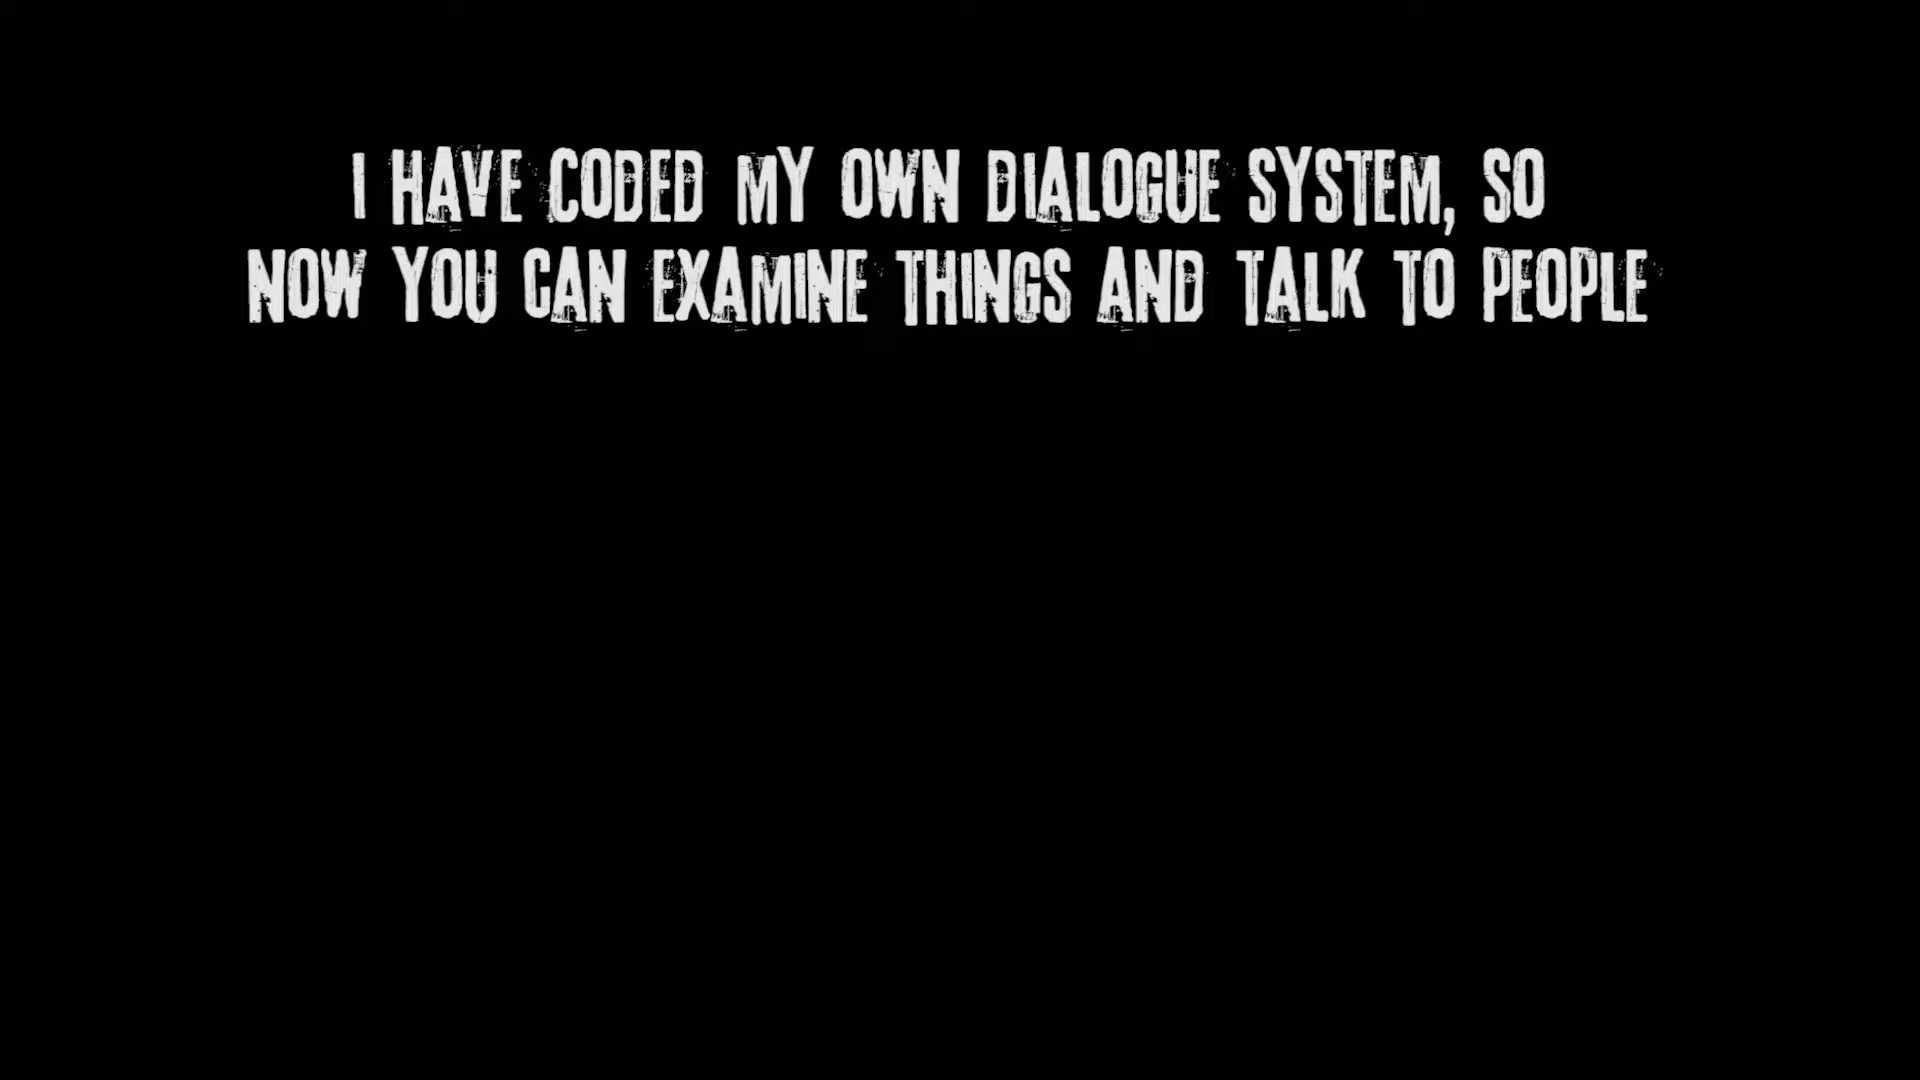 I HAVE CODED MY OWN DIALOGUE SYSTEM, SO
NOW YOU CAN EXAMINE THINGS AND TALK TO PEOPLE